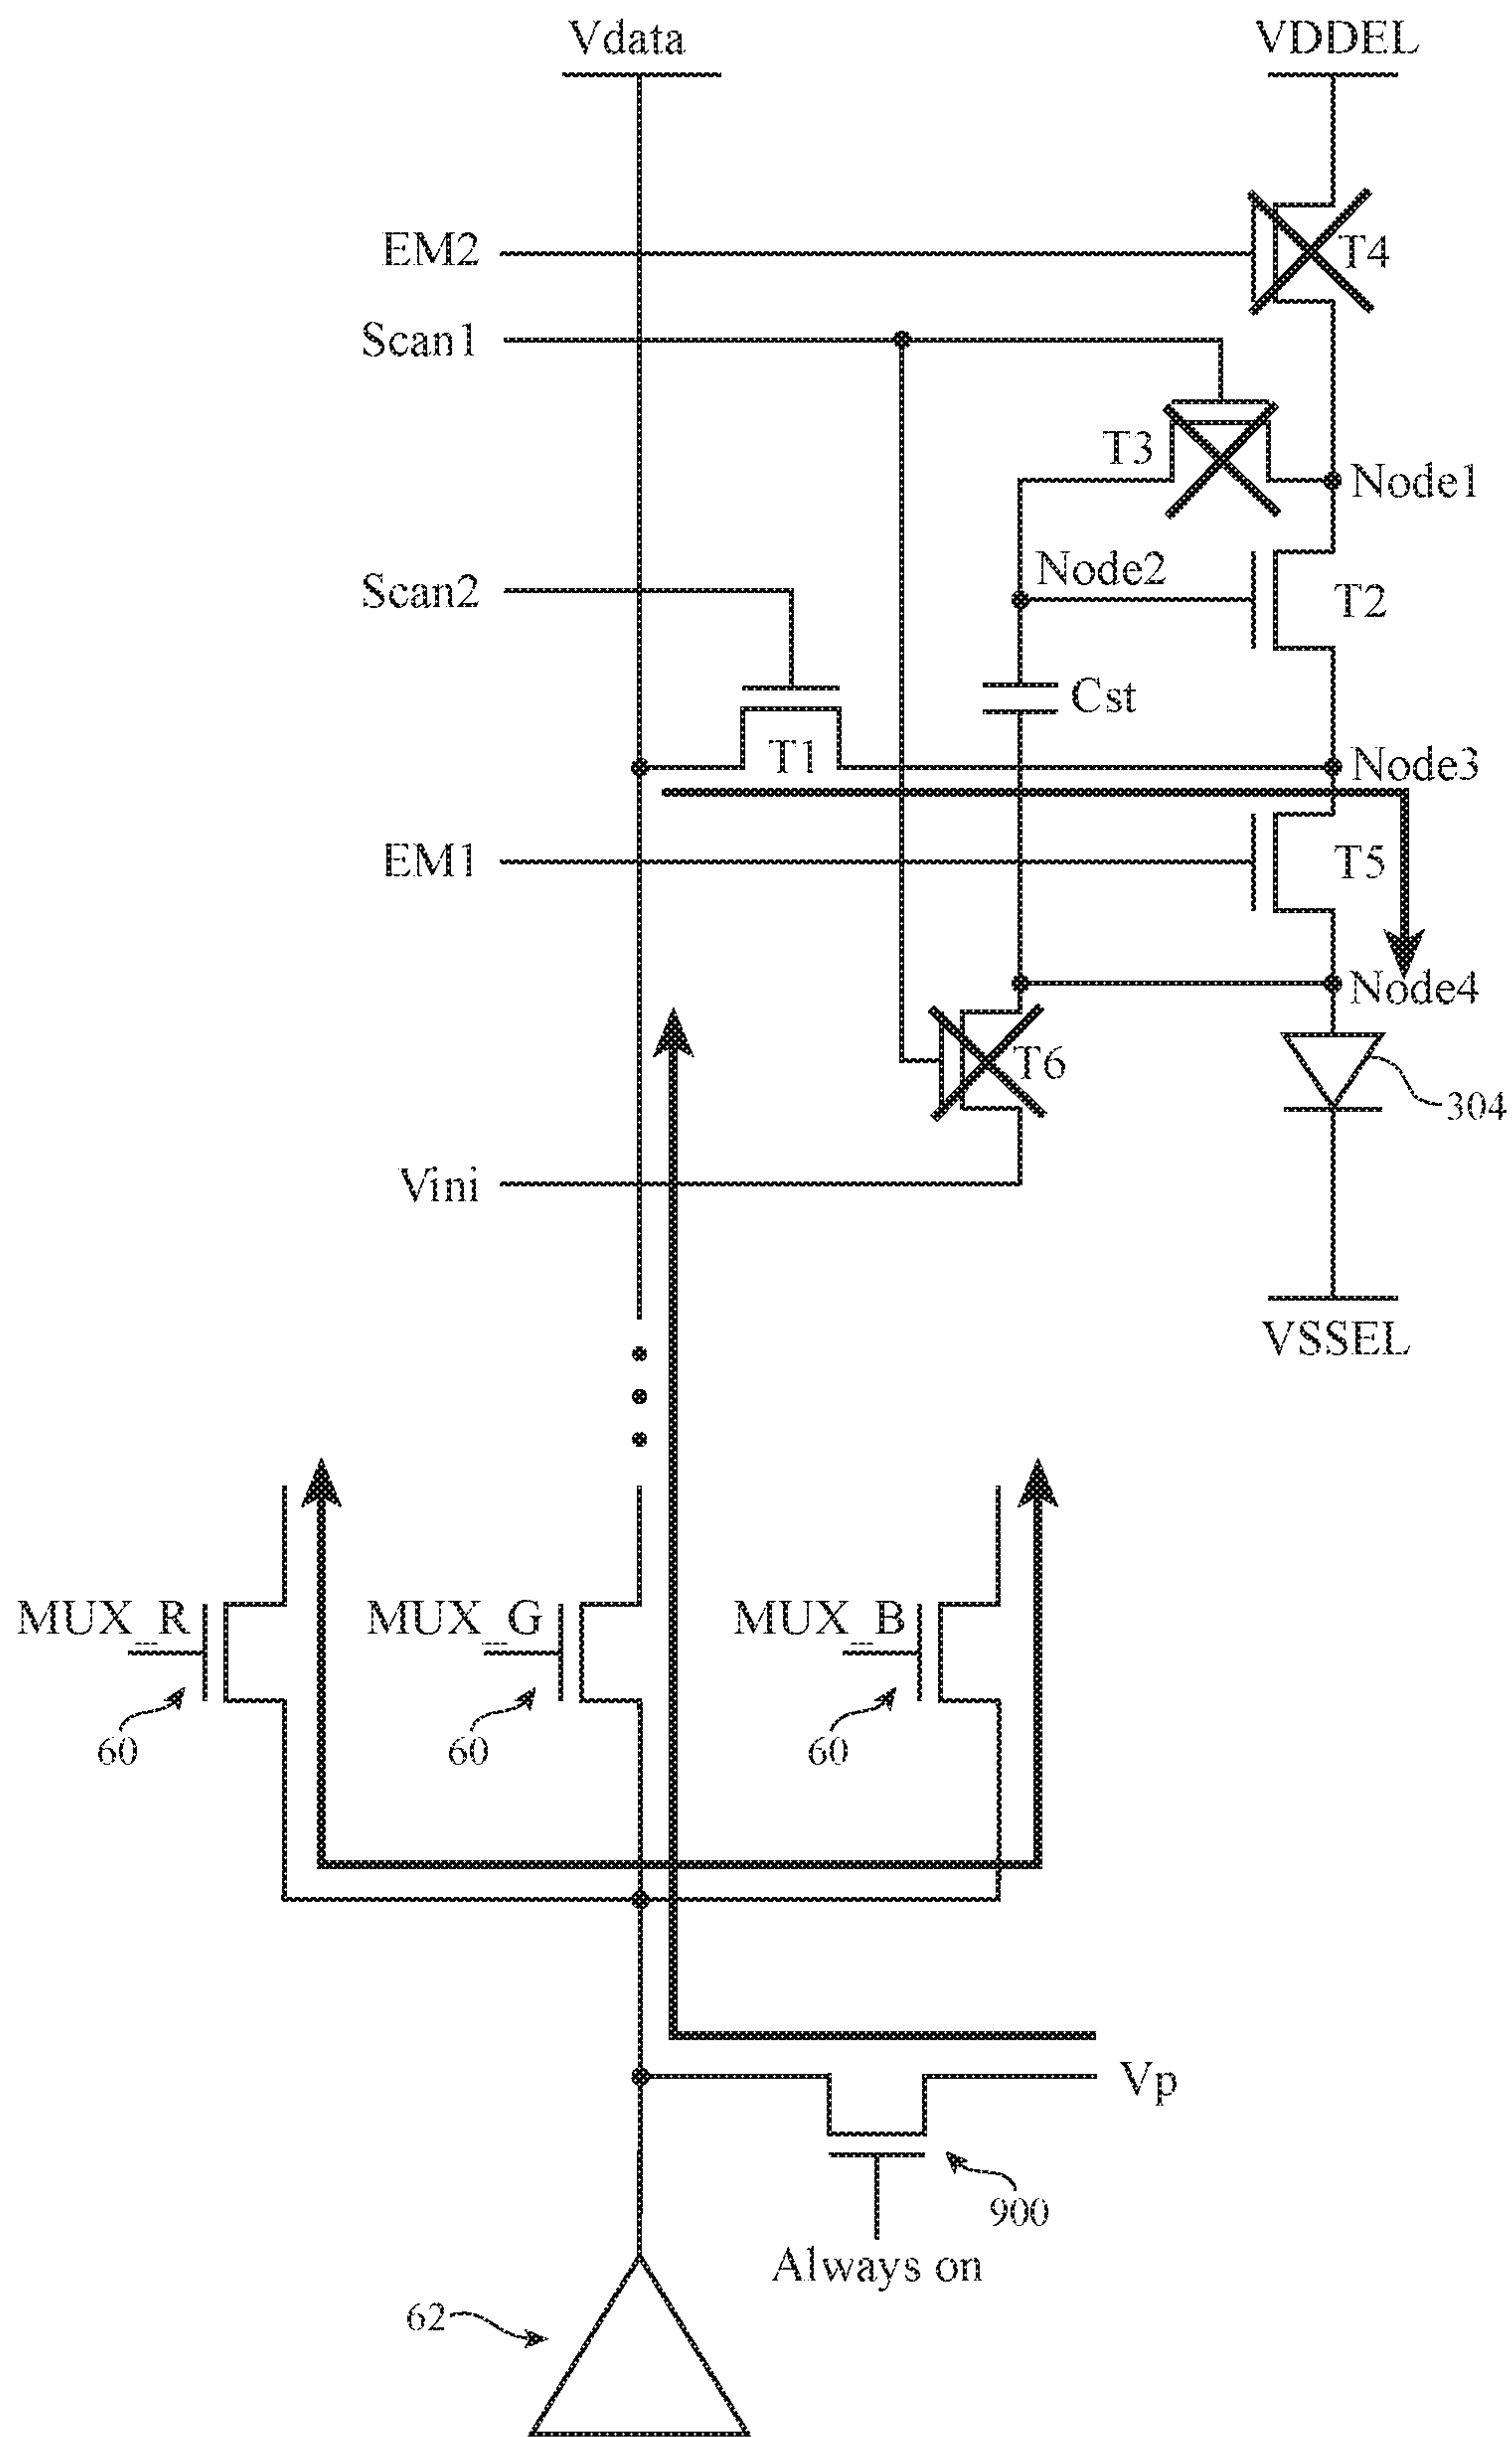 Vdata
VDDEL
EM2
T4
Scan1
T3
Node1
Node2
Scan2
T2
Cst
T1
Node3
EM1
T5
Node4
T6
304
Vini
VSSEL
MUX_R
MUX_G
MUX_B
60
60
60
Vp
900
Always on
62